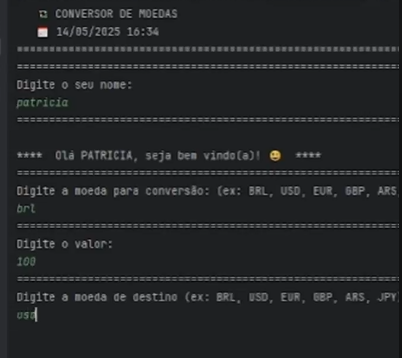 CONVERSOR DE MOEDAS
14/05/2025 16:34
Digite o seu nome:
patricia
**** Olá PATRICIA, seja bem vindo(a)! 😉 ****
Digite a moeda para conversão: (ex: BRL, USD, EUR, GBP, ARS
brl
Digite o valor:
100
Digite a moeda de destino (ex: BRL, USD, EUR, GBP, ARS, JPY
usd